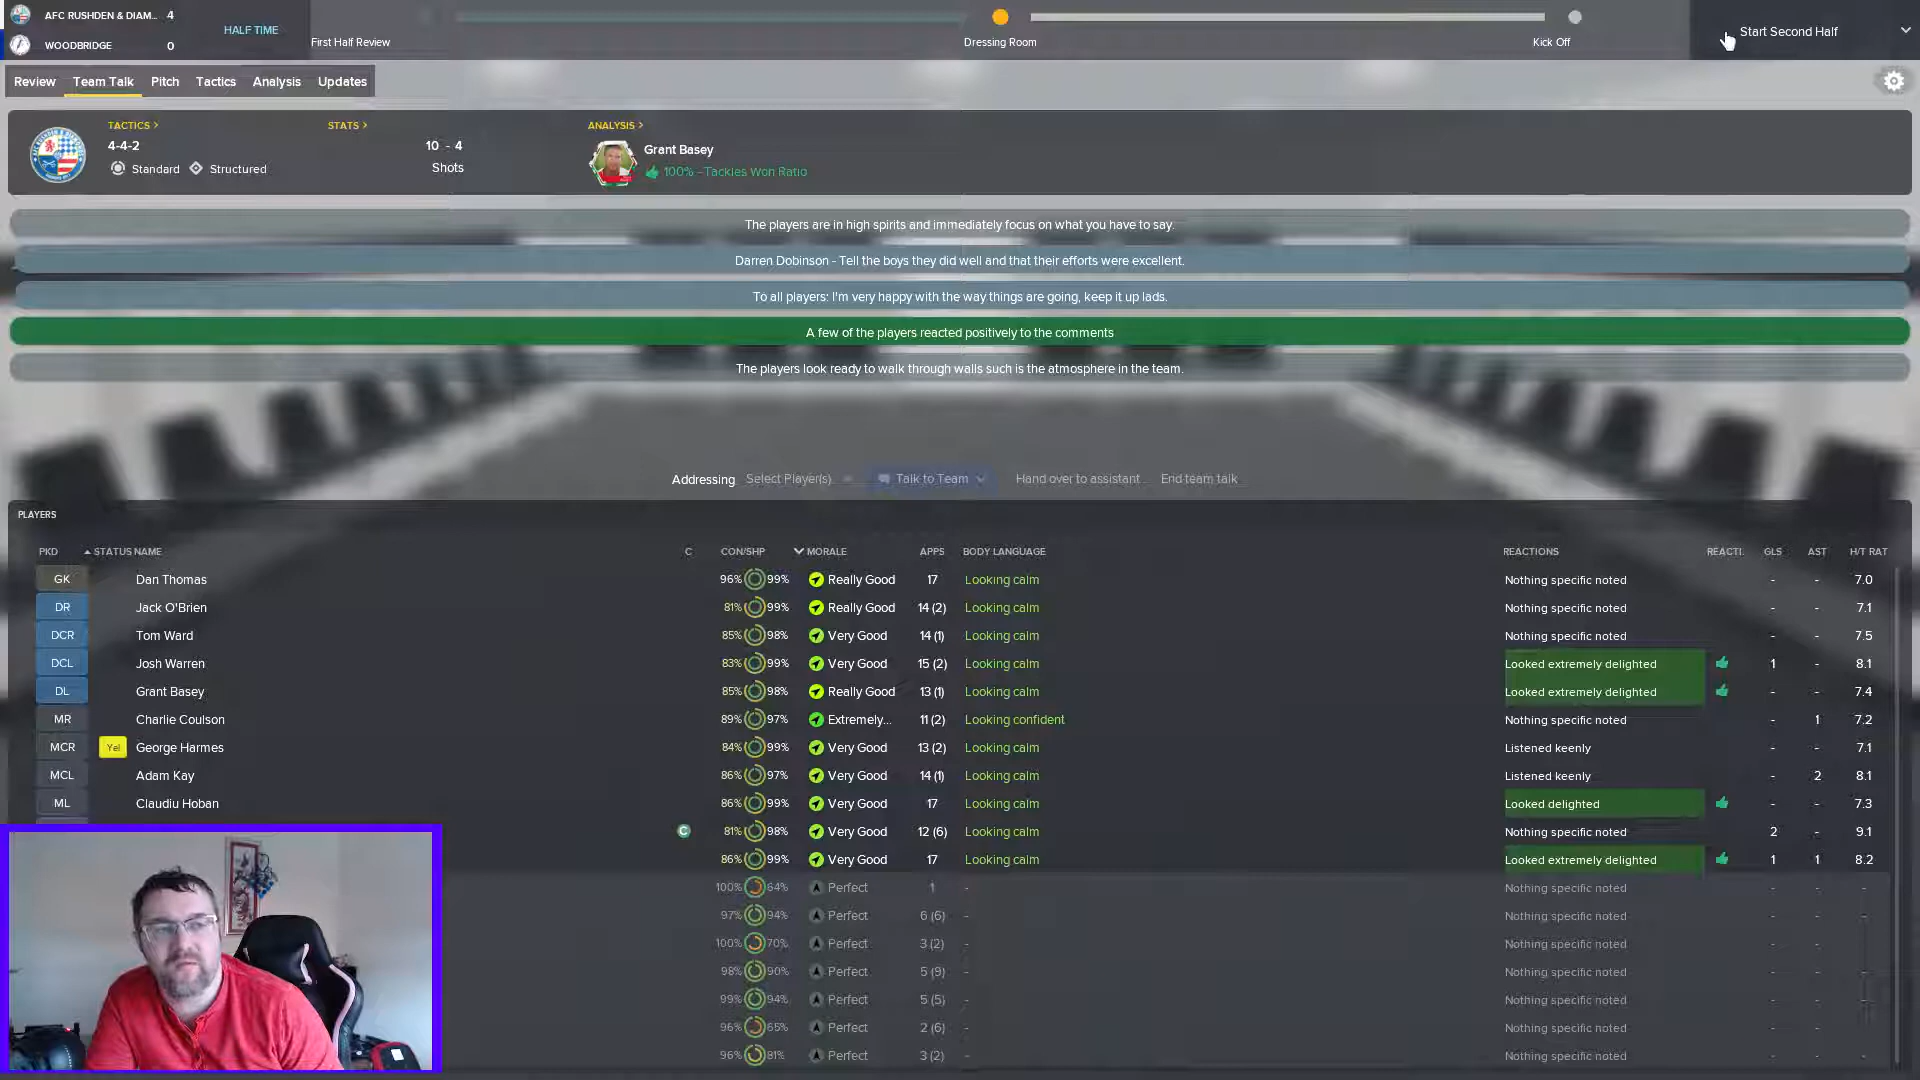 AFC RUSHDEN & DIAM... 4
WOODBRIDGE 0
HALF TIME
First Half Review
Dressing Room
Kick Off
Start Second Half
Review Team Talk Pitch Tactics Analysis Updates
TACTICS >
4-4-2
Standard Structured
STATS >
10 - 4
Shots
ANALYSIS >
Grant Basey
100% - Tackles Won Ratio
The players are in high spirits and immediately focus on what you have to say.
Darren Dobinson - Tell the boys they did well and that their efforts were excellent.
To all players: I'm very happy with the way things are going, keep it up lads.
A few of the players reacted positively to the comments
The players look ready to walk through walls such is the atmosphere in the team.
Addressing Select Player(s) Talk to Team Hand over to assistant End team talk
PLAYERS
PKD STATUS NAME C CON/SHP MORALE APPS BODY LANGUAGE REACTIONS REACTI. GLS AST H/T RAT
GK Dan Thomas 96% 99% Really Good 17 Looking calm Nothing specific noted - - 7.0
DR Jack O'Brien 81% 99% Really Good 14 (2) Looking calm Nothing specific noted - - 7.1
DCR Tom Ward 85% 98% Very Good 14 (1) Looking calm Nothing specific noted - - 7.5
DCL Josh Warren 83% 99% Very Good 15 (2) Looking calm Looked extremely delighted 1 - 8.1
DL Grant Basey 85% 98% Really Good 13 (1) Looking calm Looked extremely delighted - - 7.4
MR Charlie Coulson 89% 97% Extremely... 11 (2) Looking confident Nothing specific noted - 1 7.2
MCR Yel George Harmes 84% 99% Very Good 13 (2) Looking calm Listened keenly - - 7.1
MCL Adam Kay 86% 97% Very Good 14 (1) Looking calm Listened keenly - 2 8.1
ML Claudiu Hoban 86% 99% Very Good 17 Looking calm Looked delighted - - 7.3
C 81% 98% Very Good 12 (6) Looking calm Nothing specific noted 2 - 9.1
86% 99% Very Good 17 Looking calm Looked extremely delighted 1 1 8.2
100% 64% Perfect 1 - Nothing specific noted - - -
97% 94% Perfect 6 (6) - Nothing specific noted - - -
100% 70% Perfect 3 (2) - Nothing specific noted - - -
98% 90% Perfect 5 (9) - Nothing specific noted - - -
99% 94% Perfect 5 (5) - Nothing specific noted - - -
96% 65% Perfect 2 (6) - Nothing specific noted - - -
96% 81% Perfect 3 (2) - Nothing specific noted - - -